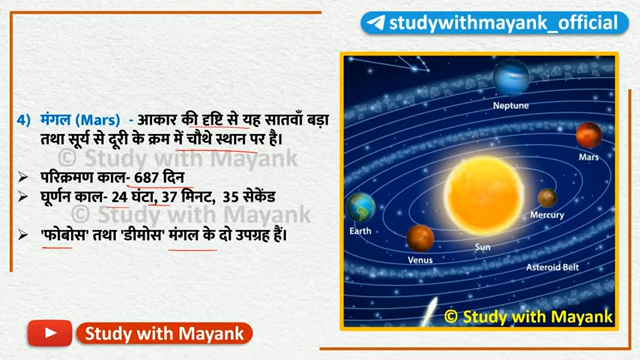 studywithmayank_official
4) मंगल (Mars) - आकार की दृष्टि से यह सातवाँ बड़ा
तथा सूर्य से दूरी के क्रम में चौथे स्थान पर है।
© Study with Mayank
➢ परिक्रमण काल- 687 दिन
➢ घूर्णन काल- 24 घंटा, 37 मिनट, 35 सेकेंड
© Study with Mayank
➢ 'फोबोस' तथा 'डीमोस' मंगल के दो उपग्रह हैं।
Neptune
Mars
Mercury
Earth
Sun
Venus
Asteroid Belt
© Study with Mayank
Study with Mayank